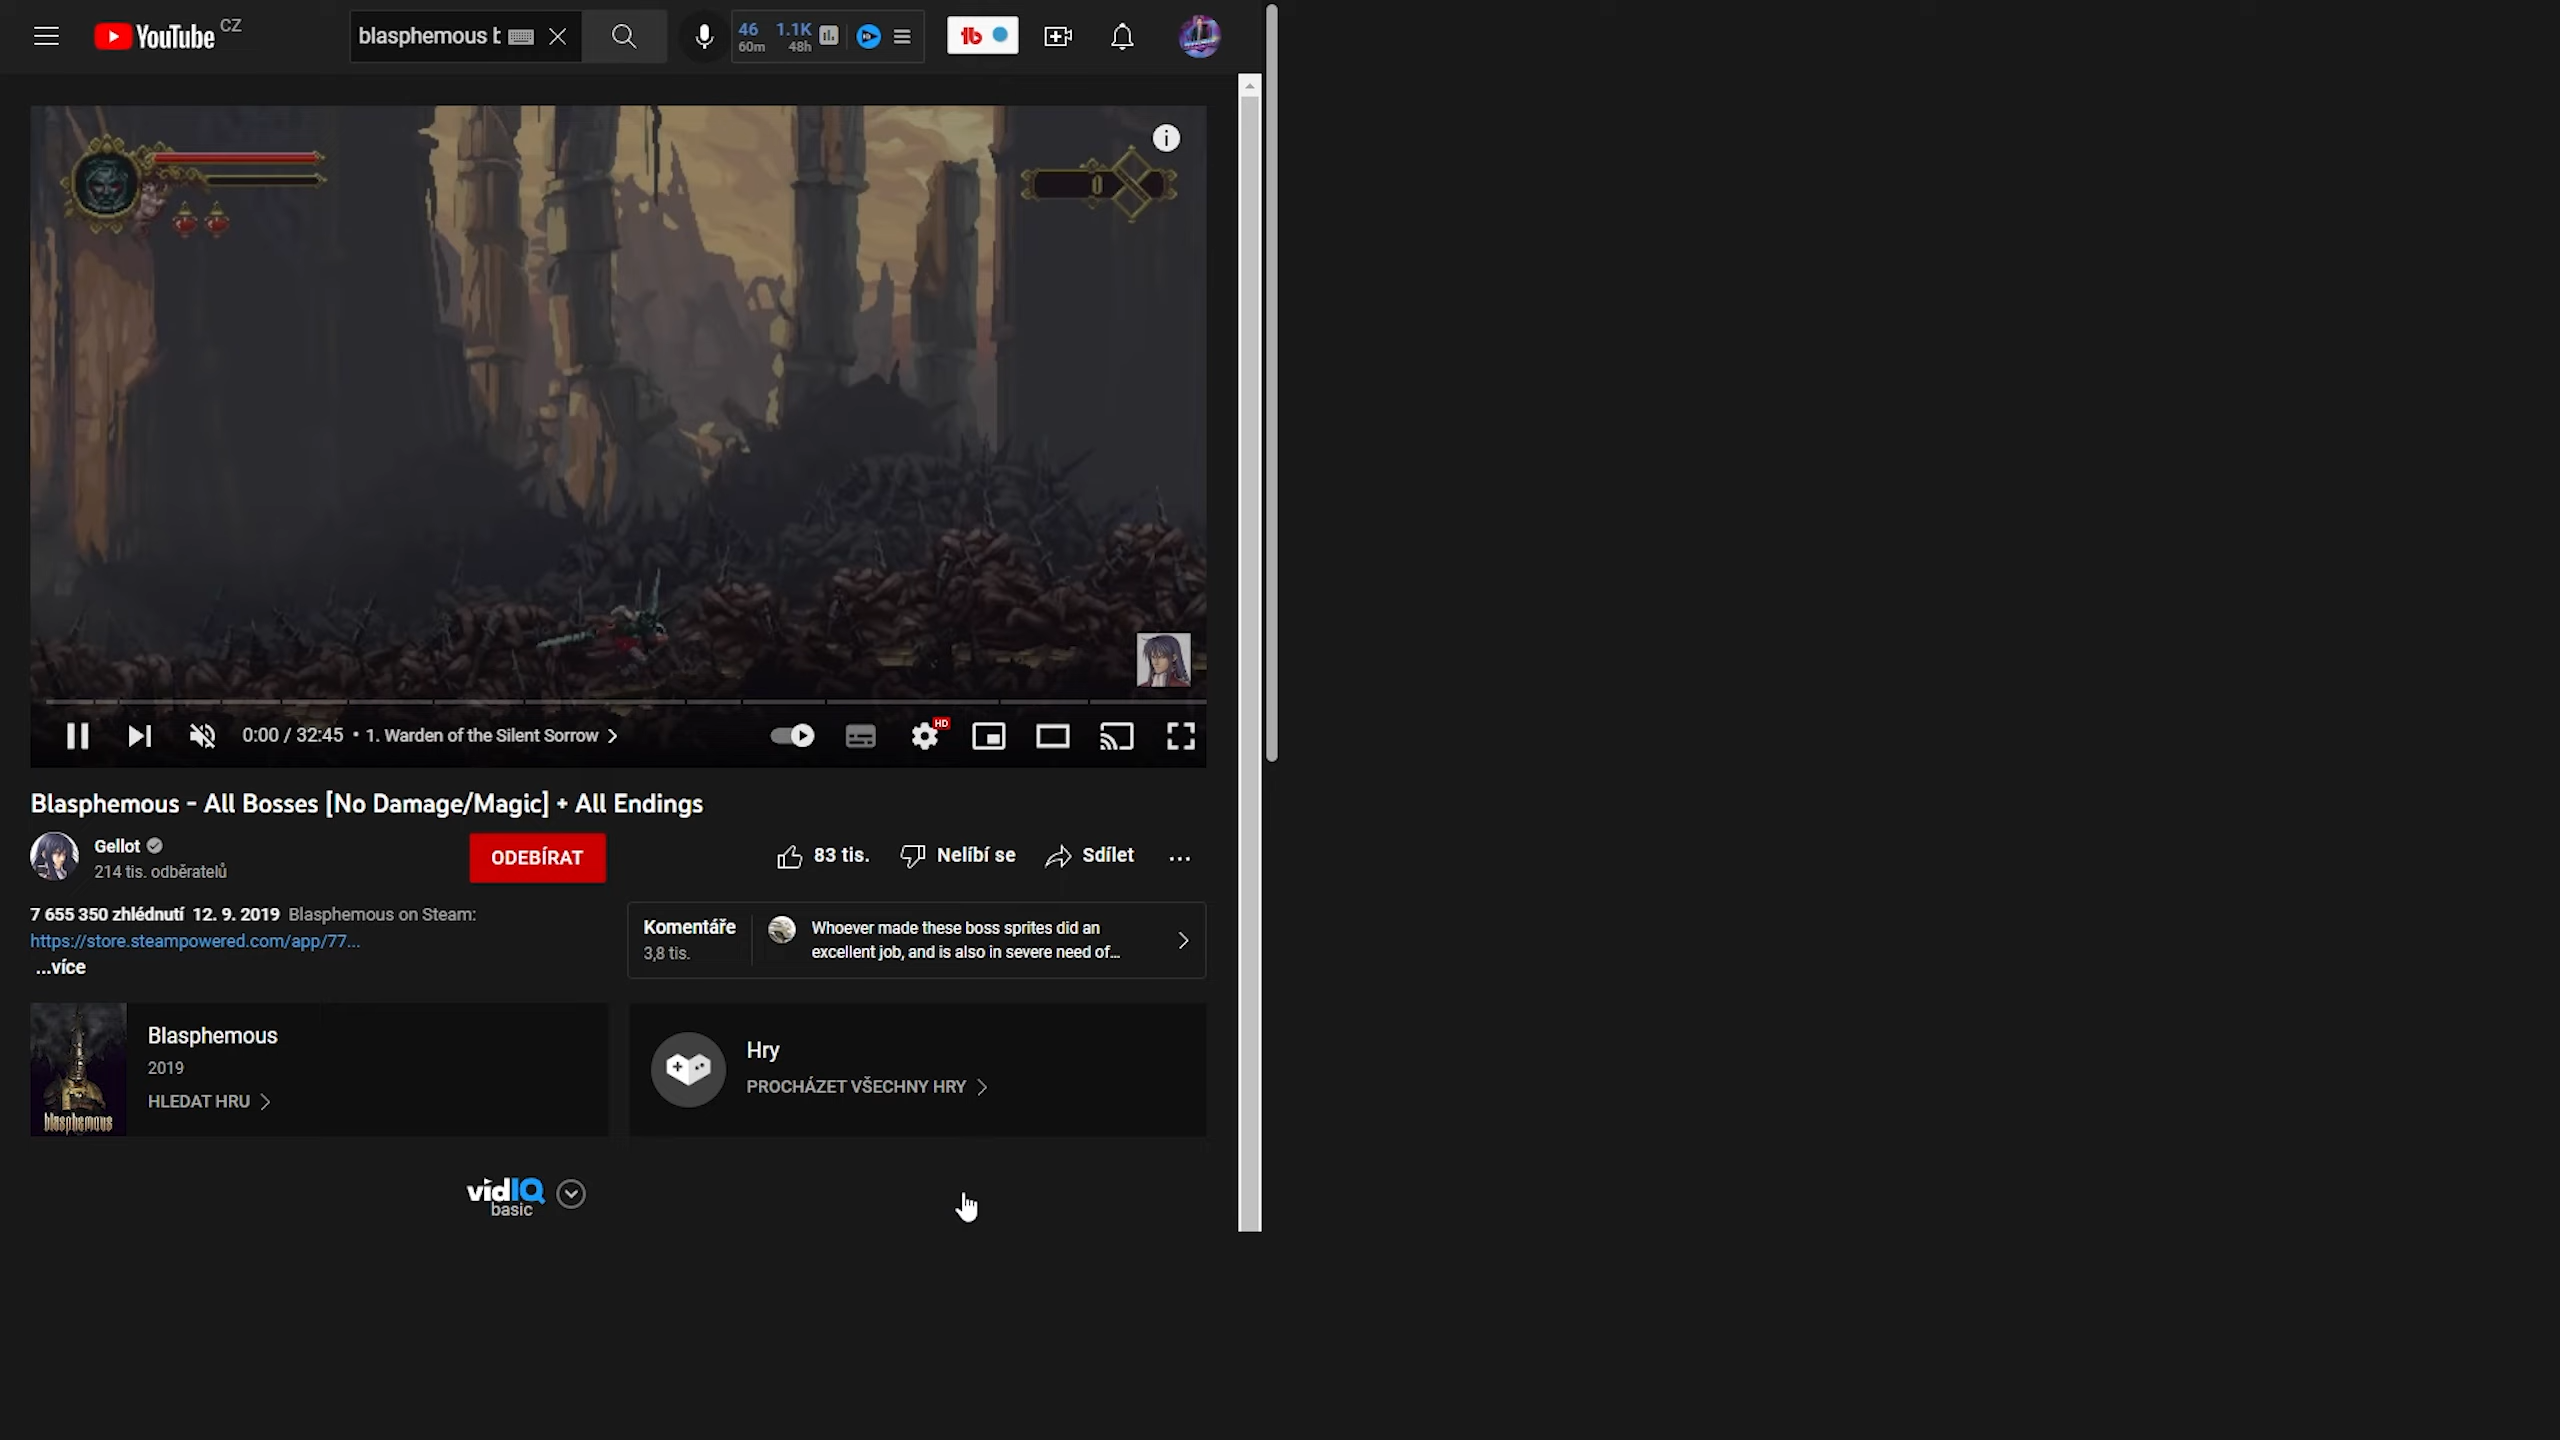 YouTube CZ
blasphemous b
46
60m
1.1K
48h
0
0:00 / 32:45 • 1. Warden of the Silent Sorrow
HD
Blasphemous - All Bosses [No Damage/Magic] + All Endings
Gellot
214 tis. odběratelů
ODEBÍRAT
83 tis.
Nelíbí se
Sdílet
7 655 350 zhlédnutí 12. 9. 2019 Blasphemous on Steam:
https://store.steampowered.com/app/77...
...více
Komentáře
3,8 tis.
Whoever made these boss sprites did an
excellent job, and is also in severe need of...
Blasphemous
2019
HLEDAT HRU
blasphemous
Hry
PROCHÁZET VŠECHNY HRY
vidIQ
basic